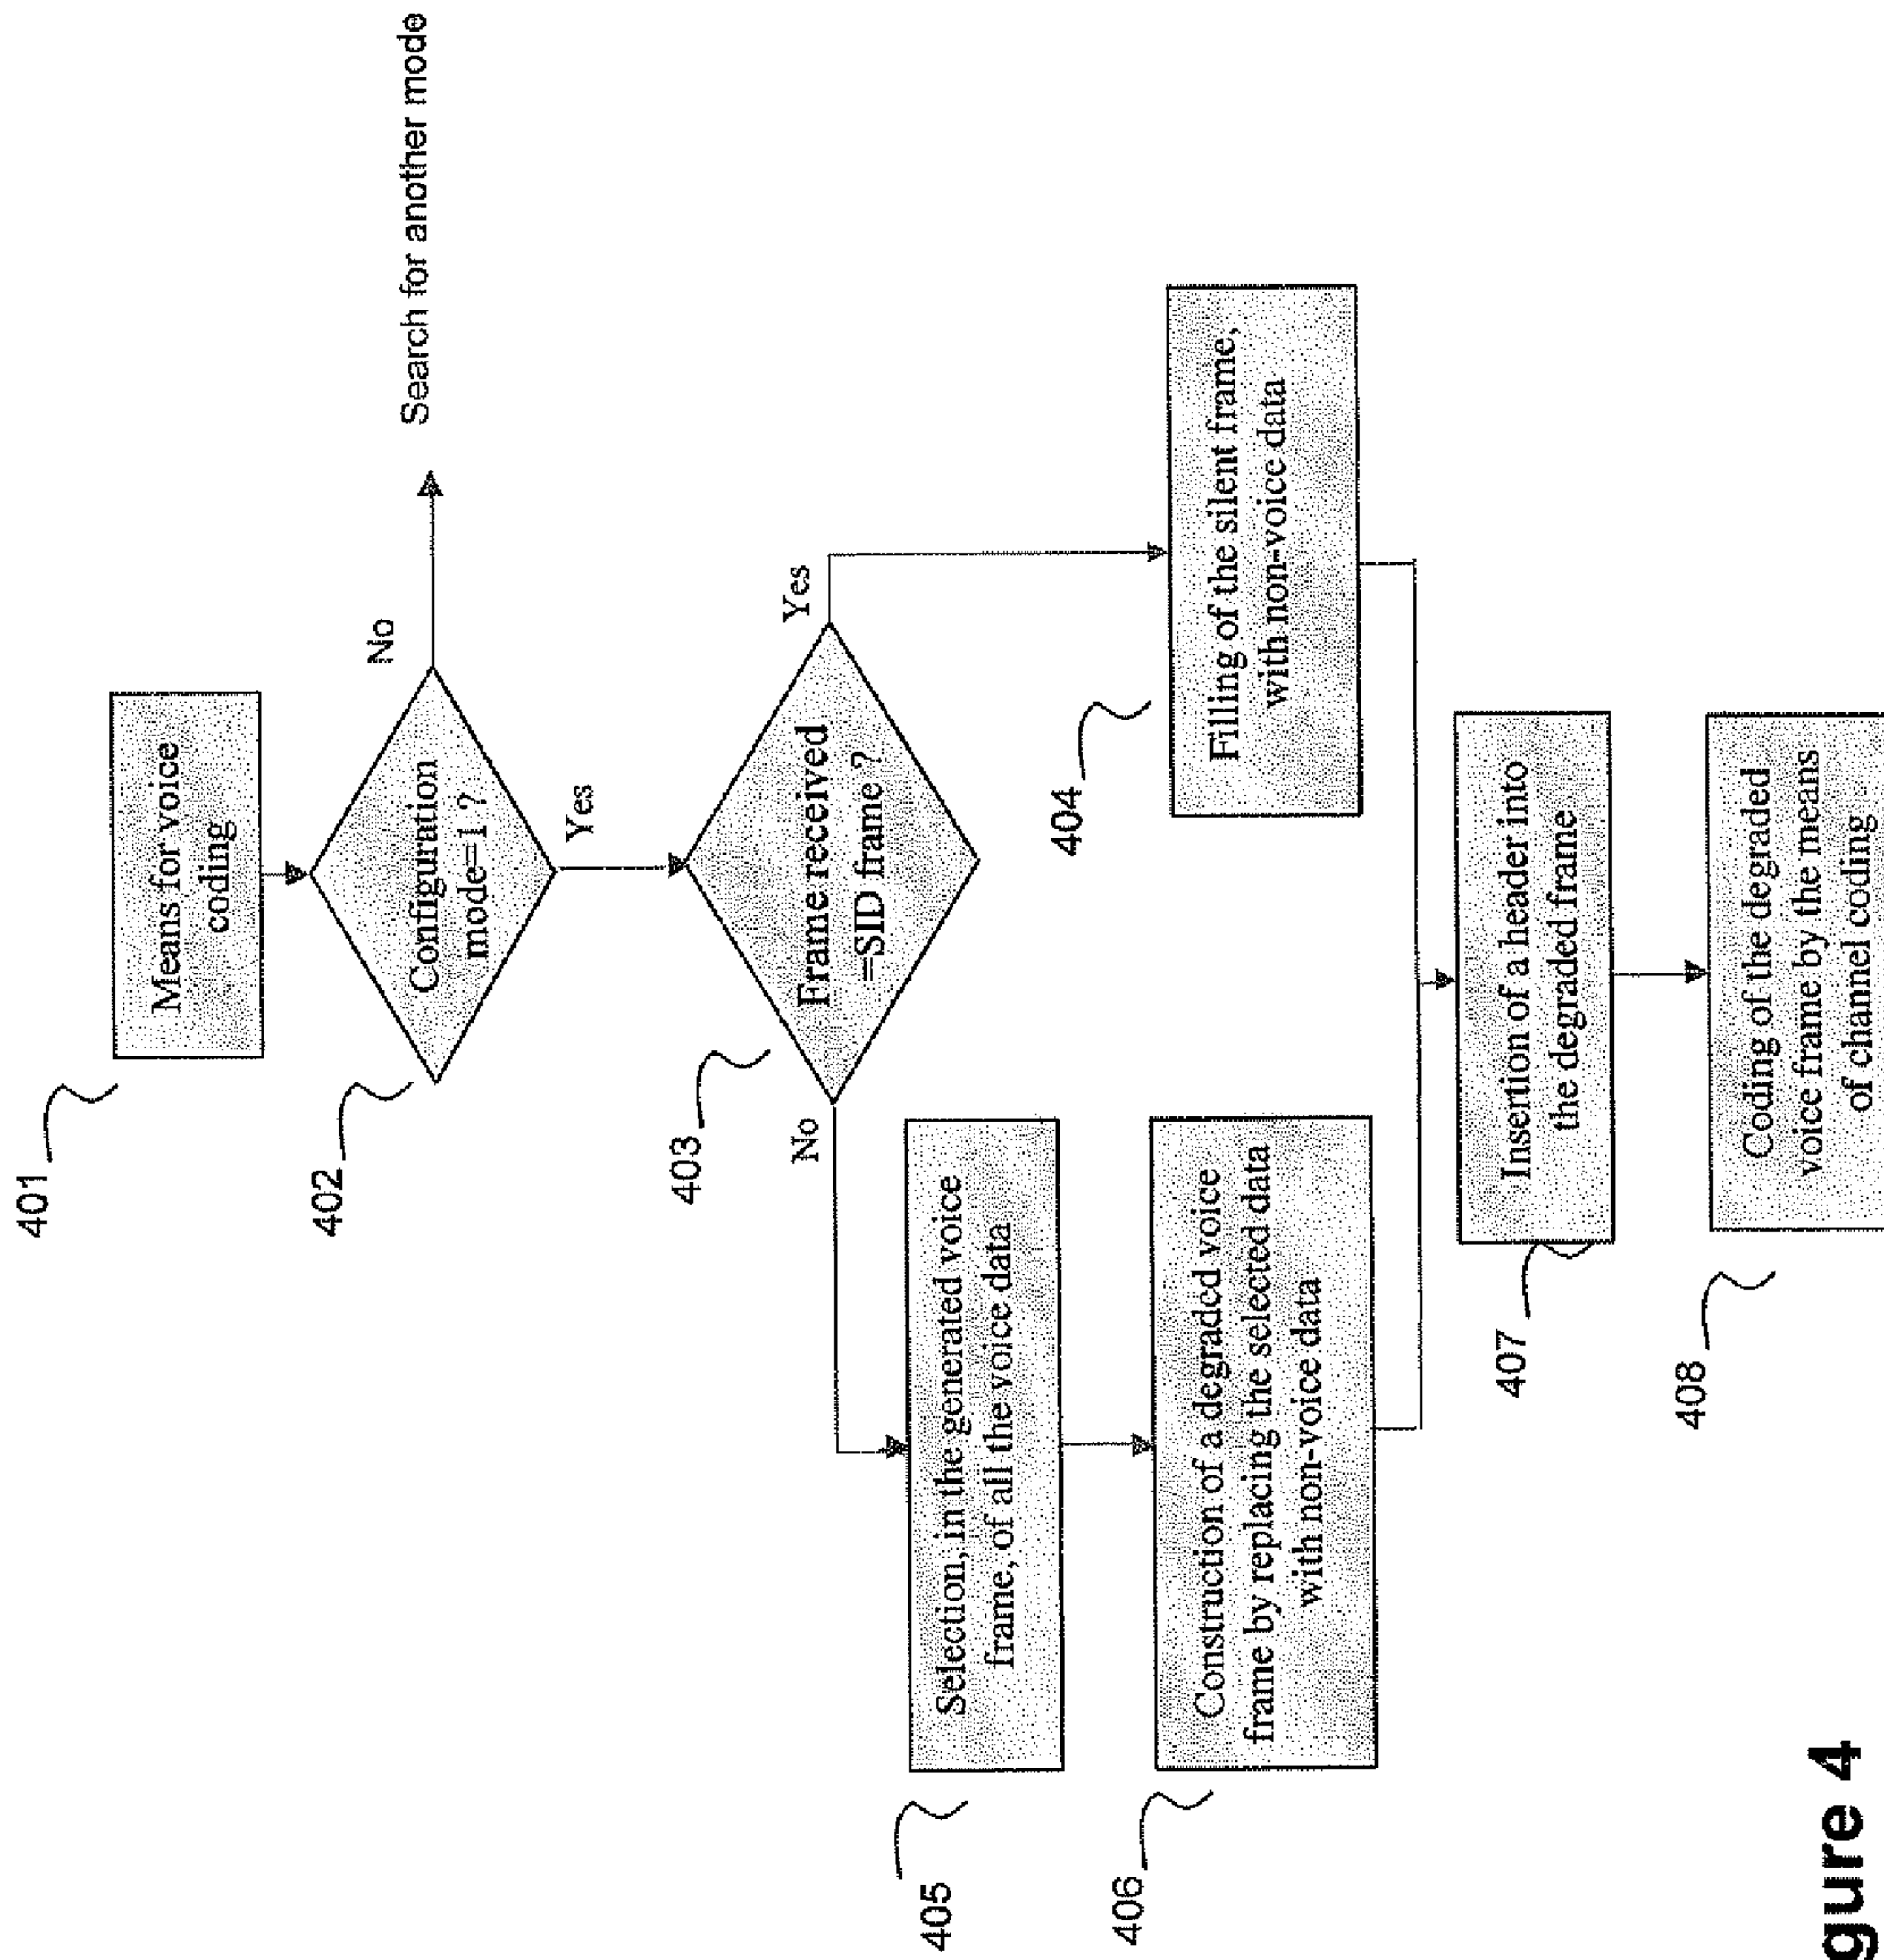 401
Means for voice
coding
402
Configuration
mode=1 ?
No
Search for another mode
Yes
403
Frame received
=SID frame ?
No
Yes
405
Selection, in the generated voice
frame, of all the voice data
404
Filling of the silent frame,
with non-voice data
406
Construction of a degraded voice
frame by replacing the selected data
with non-voice data
407
Insertion of a header into
the degraded frame
408
Coding of the degraded
voice frame by the means
of channel coding
gure 4